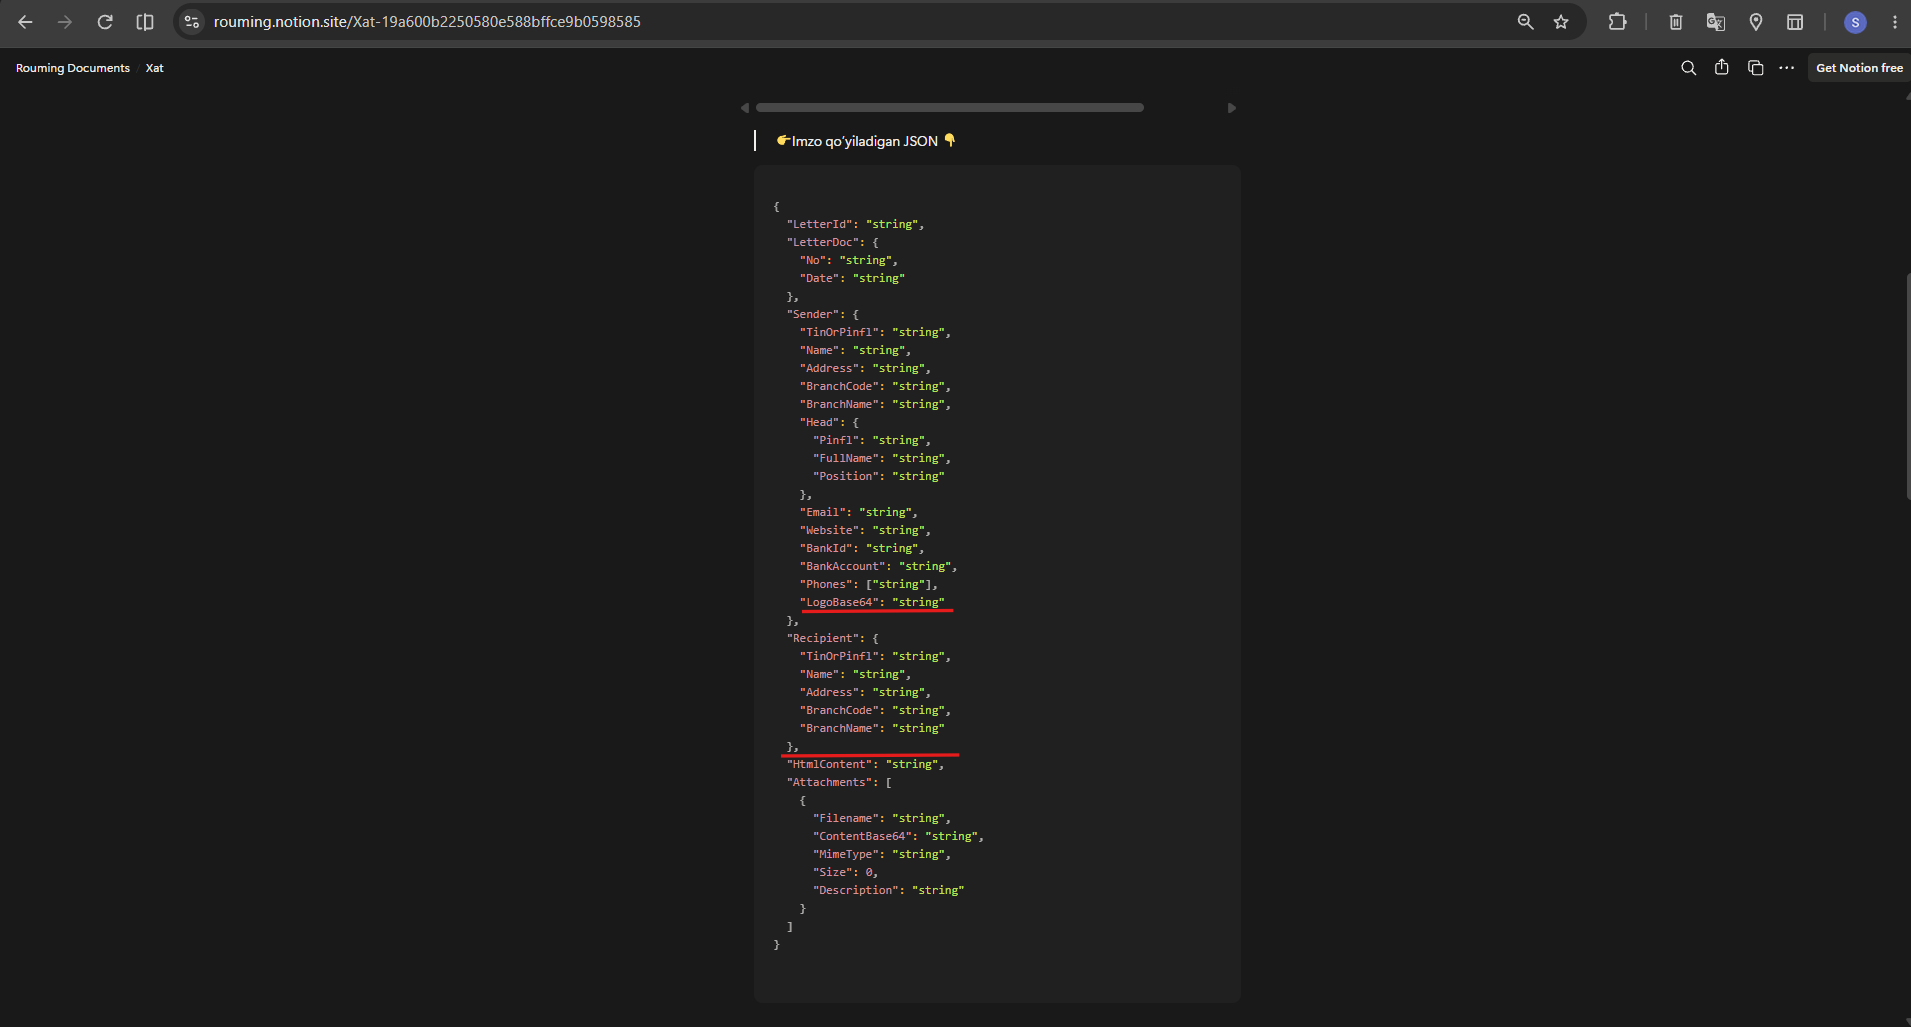 rouming.notion.site/Xat-19a600b2250580e588bffce9b0598585
S
Rouming Documents / Xat
Get Notion free
👉Imzo qo‘yiladigan JSON 👇
{
"LetterId": "string",
"LetterDoc": {
"No": "string",
"Date": "string"
},
"Sender": {
"TinOrPinfl": "string",
"Name": "string",
"Address": "string",
"BranchCode": "string",
"BranchName": "string",
"Head": {
"Pinfl": "string",
"FullName": "string",
"Position": "string"
},
"Email": "string",
"Website": "string",
"BankId": "string",
"BankAccount": "string",
"Phones": ["string"],
"LogoBase64": "string"
},
"Recipient": {
"TinOrPinfl": "string",
"Name": "string",
"Address": "string",
"BranchCode": "string",
"BranchName": "string"
},
"HtmlContent": "string",
"Attachments": [
{
"Filename": "string",
"ContentBase64": "string",
"MimeType": "string",
"Size": 0,
"Description": "string"
}
]
}